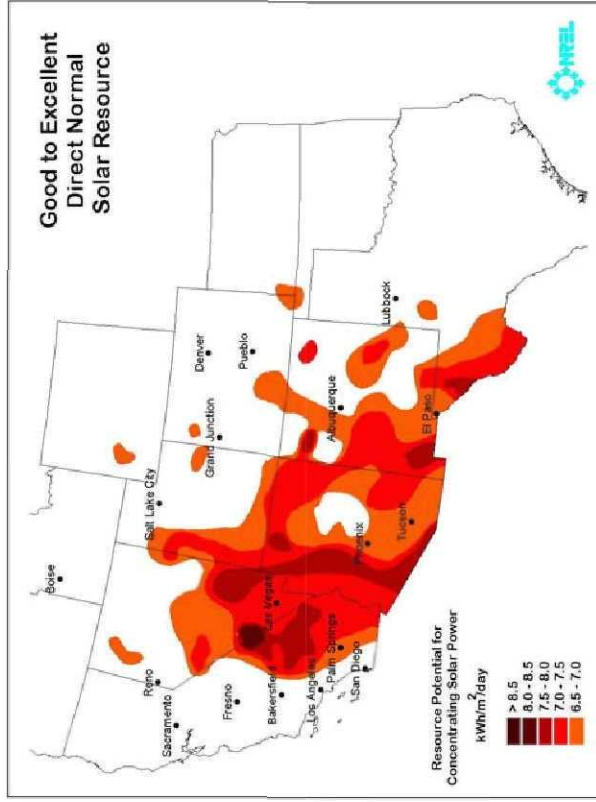 Good to Excellent
Direct Normal
Solar Resource
Boise
Salt Lake City
Reno
Sacramento
Denver
Grand Junction
Pueblo
Fresno
Las Vegas
Bakersfield
Los Angeles
Palm Springs
San Diego
Albuquerque
Phoenix
Tucson
Lubbock
El Paso
Resource Potential for
Concentrating Solar Power
kWh/m²/day
> 8.5
8.0 - 8.5
7.5 - 8.0
7.0 - 7.5
6.5 - 7.0
NREL